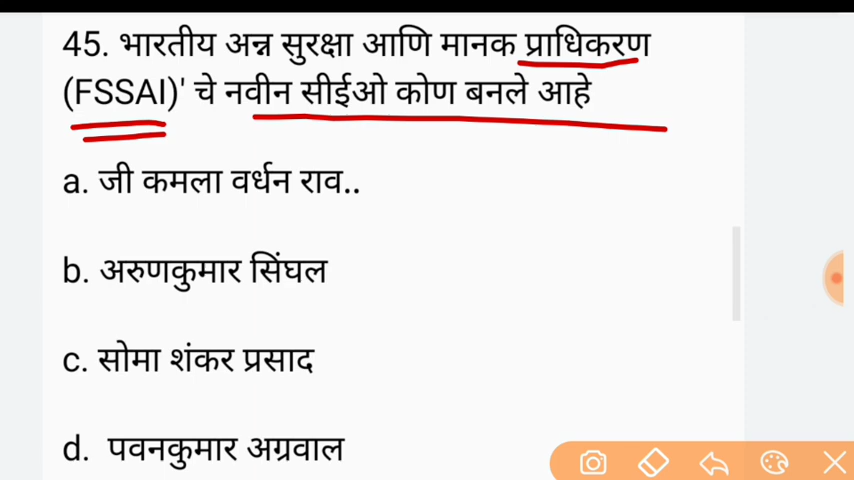 45. भारतीय अन्न सुरक्षा आणि मानक प्राधिकरण
(FSSAI)' चे नवीन सीईओ कोण बनले आहे
a. जी कमला वर्धन राव..
b. अरुणकुमार सिंघल
c. सोमा शंकर प्रसाद
d. पवनकुमार अग्रवाल